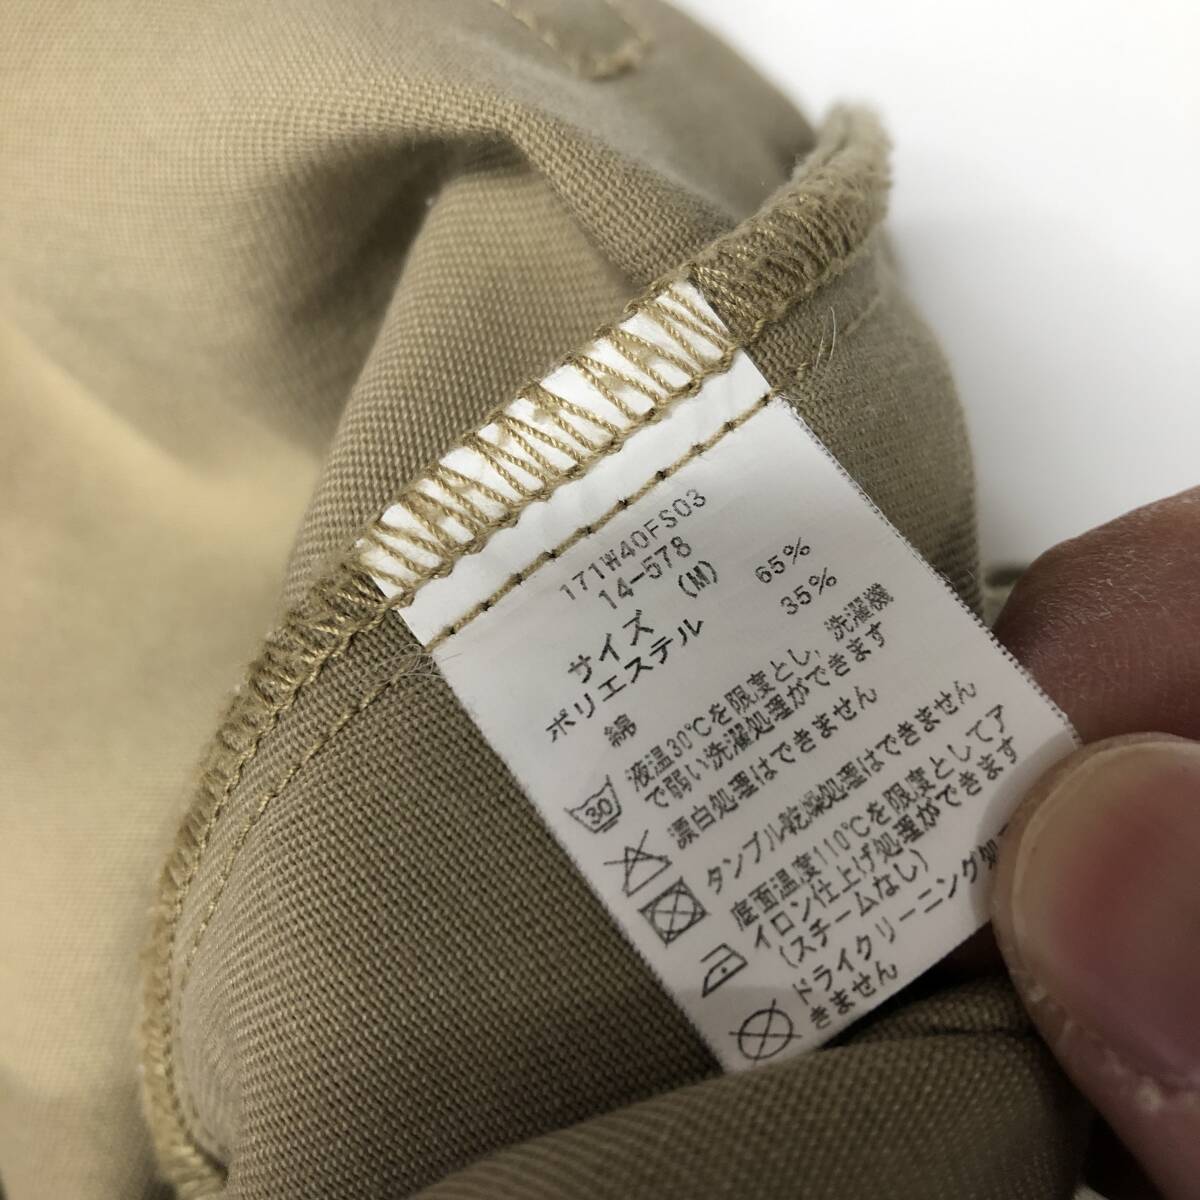 171W40FS03
14-578
サイズ (M)
ポリエステル 65%
綿 35%
30
液温30℃を限度とし,洗濯機
で弱い洗濯処理ができます
漂白処理はできません
タンブル乾燥処理はできません
底面温度110℃を限度としてア
イロン仕上げ処理ができます
(スチームなし)
ドライクリーニング処
きません